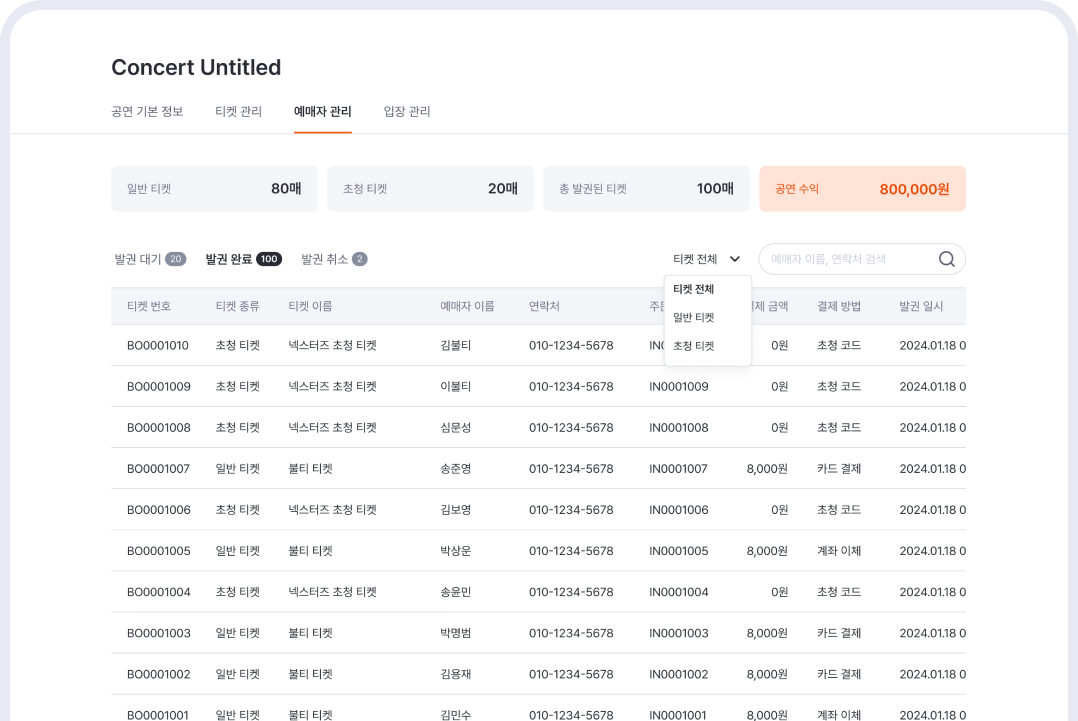 Concert Untitled
공연 기본 정보 티켓 관리 예매자 관리 입장 관리
일반 티켓 80매 초청 티켓 20매 총 발권된 티켓 100매 공연 수익 800,000원
발권 대기 20 발권 완료 100 발권 취소 2 티켓 전체 예매자 이름, 연락처 검색
티켓 전체
일반 티켓
초청 티켓
티켓 번호 티켓 종류 티켓 이름 예매자 이름 연락처 금액 결제 방법 발권 일시
BO0001010 초청 티켓 넥스터즈 초청 티켓 김불티 010-1234-5678 0원 초청 코드 2024.01.18 0
BO0001009 초청 티켓 넥스터즈 초청 티켓 이불티 010-1234-5678 IN0001009 0원 초청 코드 2024.01.18 0
BO0001008 초청 티켓 넥스터즈 초청 티켓 심문성 010-1234-5678 IN0001008 0원 초청 코드 2024.01.18 0
BO0001007 일반 티켓 불티 티켓 송준영 010-1234-5678 IN0001007 8,000원 카드 결제 2024.01.18 0
BO0001006 초청 티켓 넥스터즈 초청 티켓 김보영 010-1234-5678 IN0001006 0원 초청 코드 2024.01.18 0
BO0001005 일반 티켓 불티 티켓 박상운 010-1234-5678 IN0001005 8,000원 계좌 이체 2024.01.18 0
BO0001004 초청 티켓 넥스터즈 초청 티켓 송윤민 010-1234-5678 IN0001004 0원 초청 코드 2024.01.18 0
BO0001003 일반 티켓 불티 티켓 박명범 010-1234-5678 IN0001003 8,000원 카드 결제 2024.01.18 0
BO0001002 일반 티켓 불티 티켓 김용재 010-1234-5678 IN0001002 8,000원 카드 결제 2024.01.18 0
BO0001001 일반 티켓 불티 티켓 김민수 010-1234-5678 IN0001001 8,000원 계좌 이체 2024.01.18 0